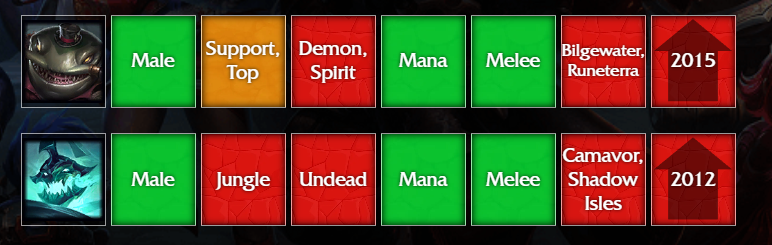 Male
Support,
Top
Demon,
Spirit
Mana
Melee
Bilgewater,
Runeterra
2015
Male
Jungle
Undead
Mana
Melee
Camavor,
Shadow
Isles
2012